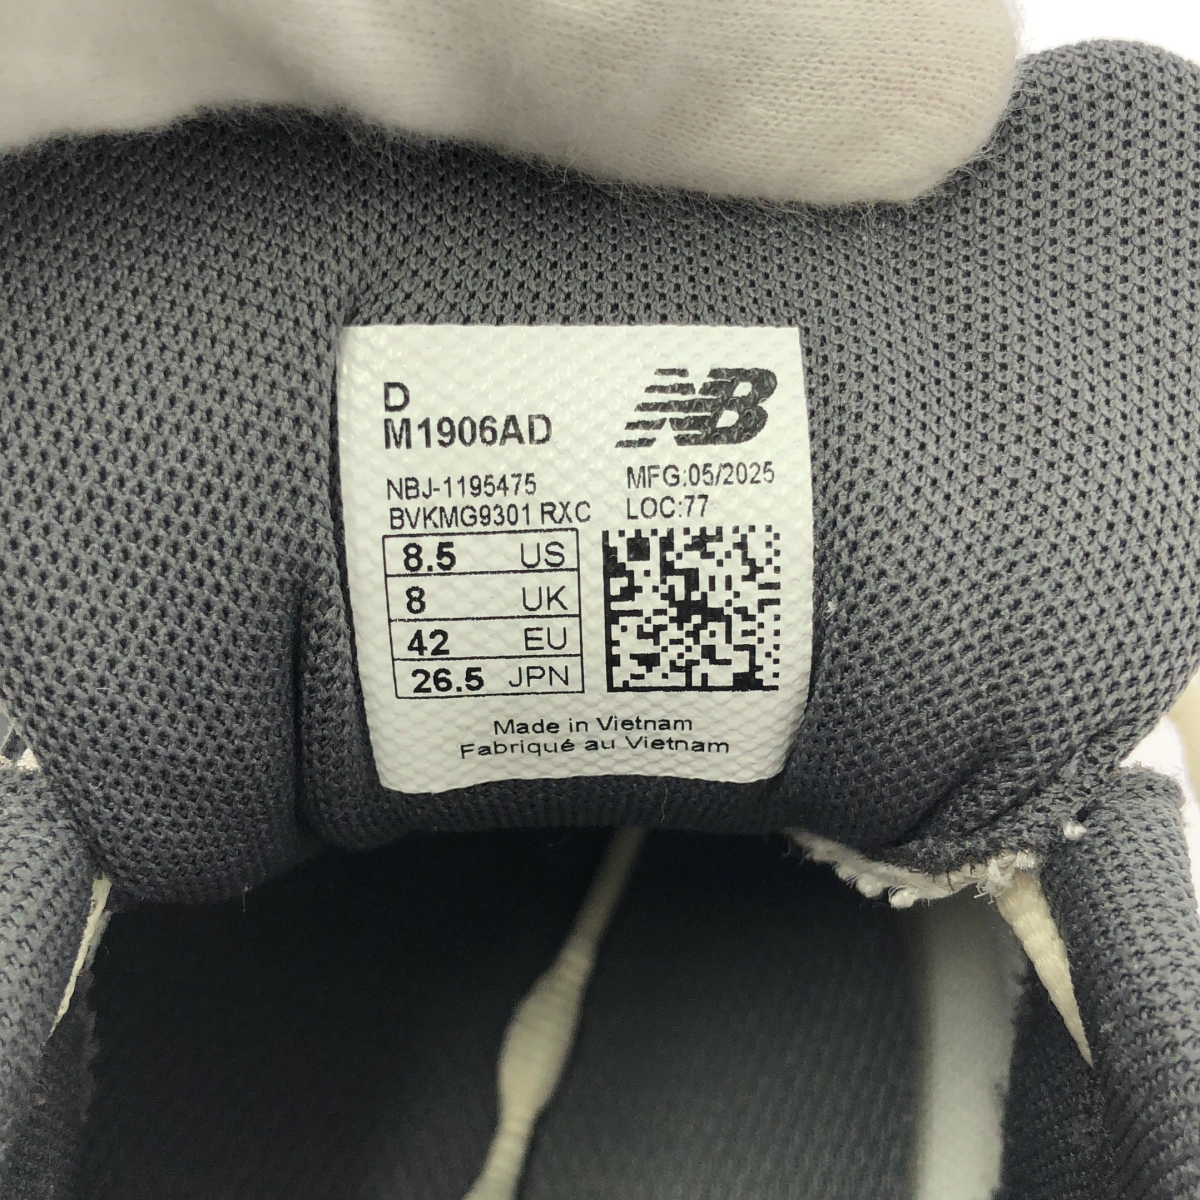 D
M1906AD
NB
NBJ-1195475
BVKMG9301 RXC
MFG:05/2025
LOC:77
8.5 US
8 UK
42 EU
26.5 JPN
Made in Vietnam
Fabriqué au Vietnam